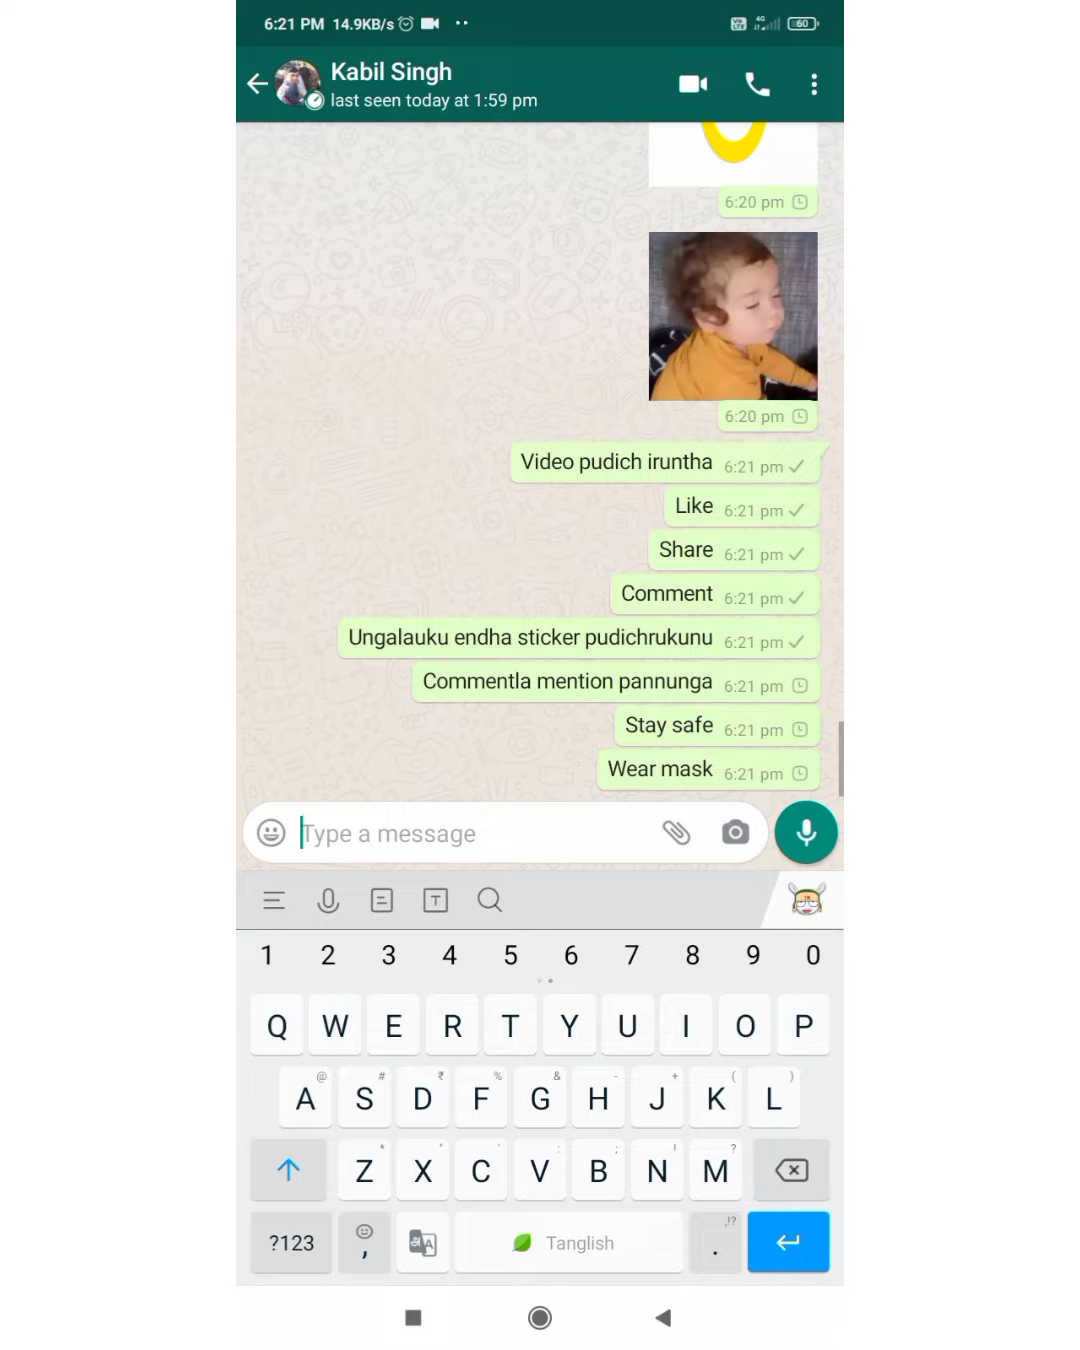 6:21 PM 14.9KB/s
Vo LTE 4G 60
Kabil Singh
last seen today at 1:59 pm
6:20 pm
6:20 pm
Video pudich iruntha 6:21 pm
Like 6:21 pm
Share 6:21 pm
Comment 6:21 pm
Ungalauku endha sticker pudichrukunu 6:21 pm
Commentla mention pannunga 6:21 pm
Stay safe 6:21 pm
Wear mask 6:21 pm
Type a message
T
1 2 3 4 5 6 7 8 9 0
Q W E R T Y U I O P
@ # ₹ % & - + ( )
A S D F G H J K L
* " ' : ; ! ?
Z X C V B N M
,!?
?123 , அ A Tanglish .